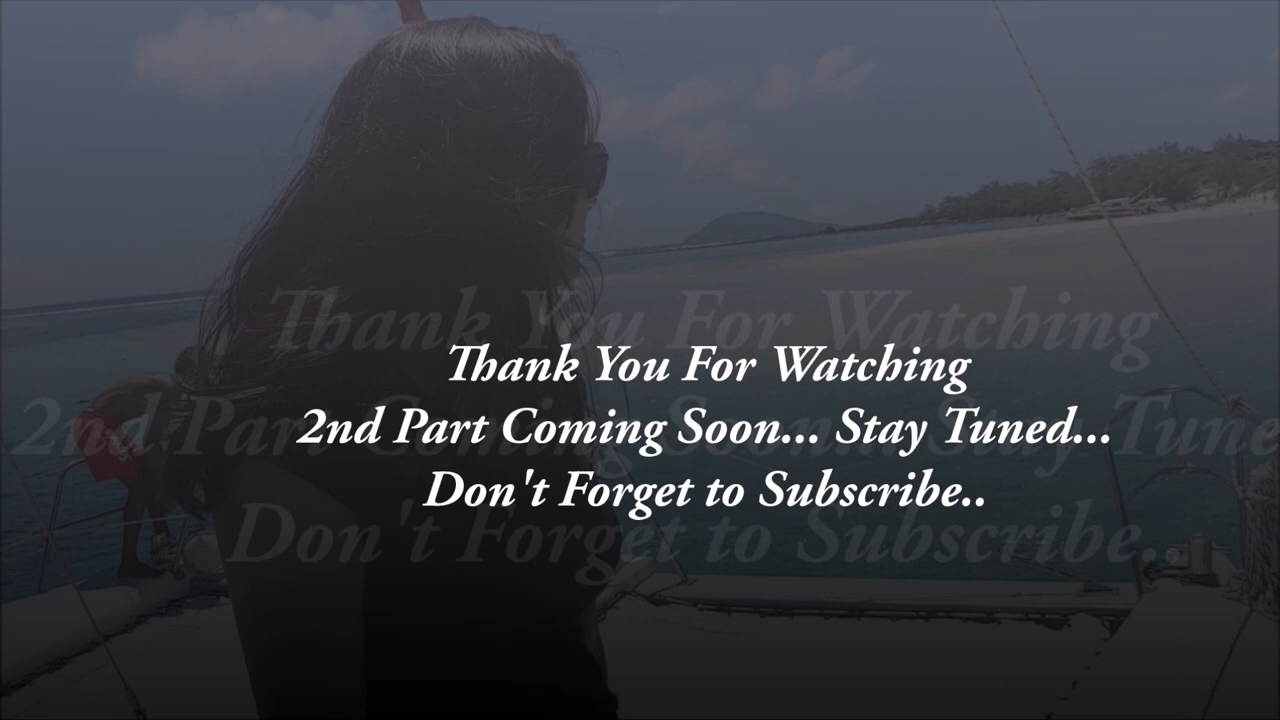 Thank You For Watching
2nd Part Coming Soon... Stay Tuned...
Don't Forget to Subscribe..